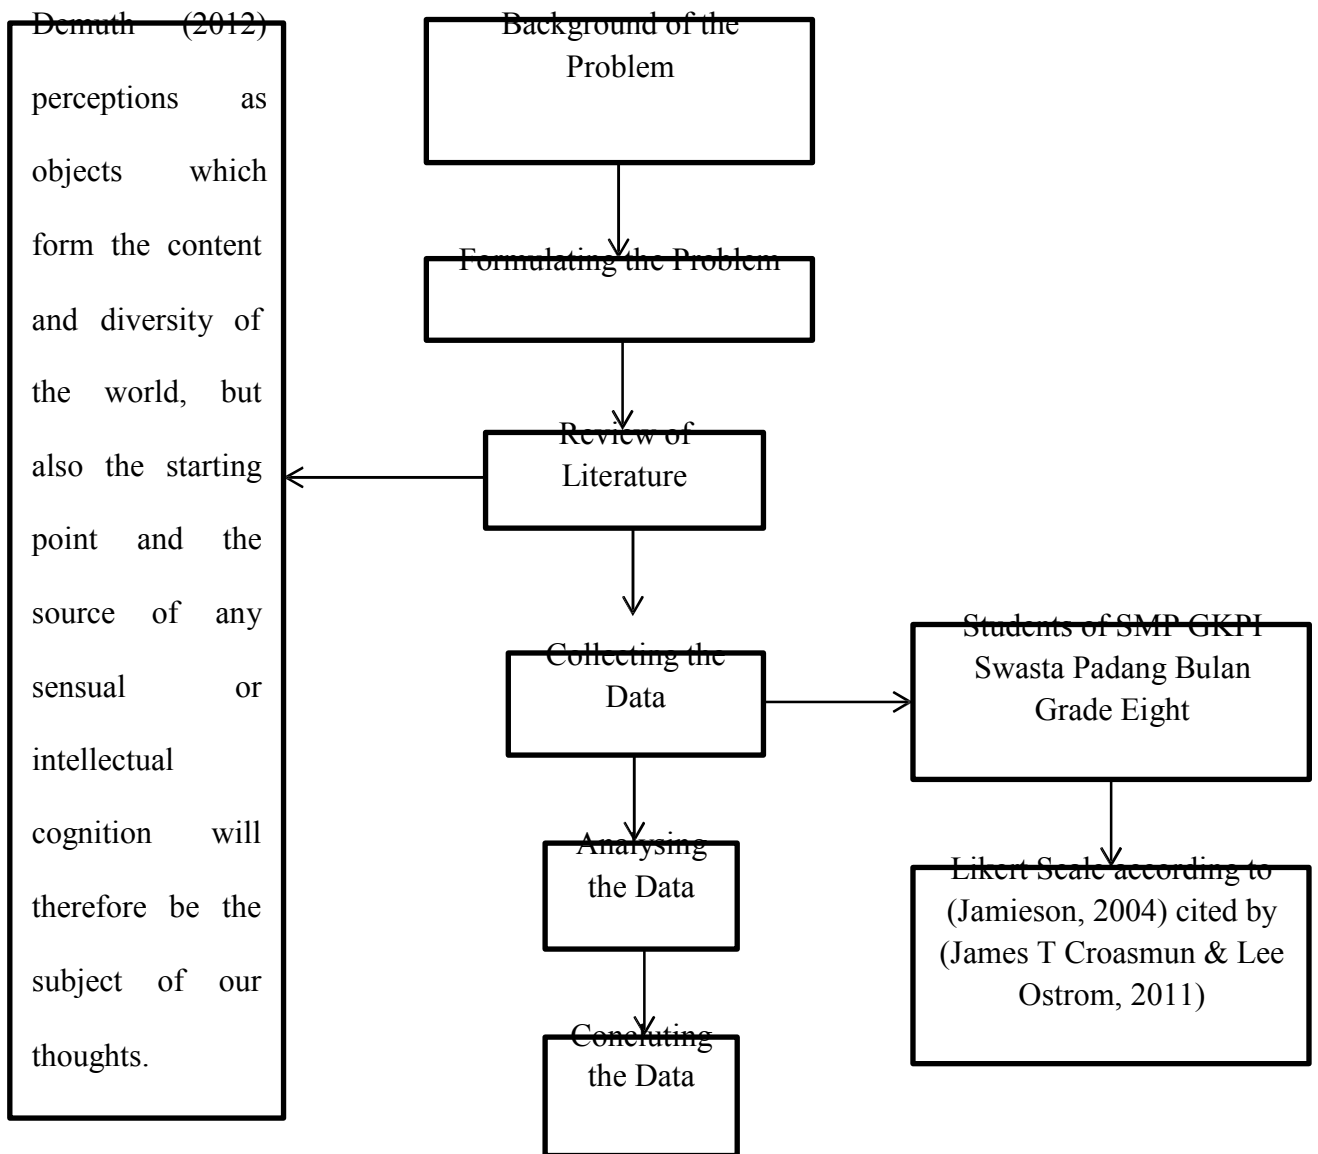 Demuth (2012)
perceptions as
objects which
form the content
and diversity of
the world, but
also the starting
point and the
source of any
sensual or
intellectual
cognition will
therefore be the
subject of our
thoughts.
Background of the
Problem
Formulating the Problem
Review of
Literature
Collecting the
Data
Students of SMP GKPI
Swasta Padang Bulan
Grade Eight
Likert Scale according to
(Jamieson, 2004) cited by
(James T Croasmun & Lee
Ostrom, 2011)
Analysing
the Data
Concluting
the Data